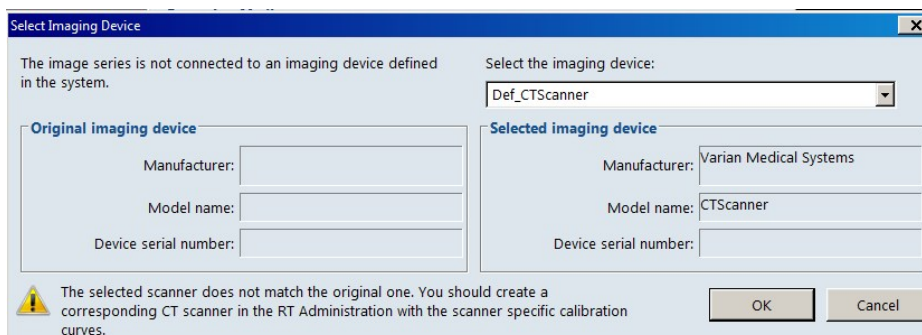 Select Imaging Device
The image series is not connected to an imaging device defined
in the system.
Select the imaging device:
Def_CTScanner
Original imaging device
Manufacturer:
Model name:
Device serial number:
Selected imaging device
Manufacturer: Varian Medical Systems
Model name: CTScanner
Device serial number:
The selected scanner does not match the original one. You should create a
corresponding CT scanner in the RT Administration with the scanner specific calibration
curves.
OK
Cancel